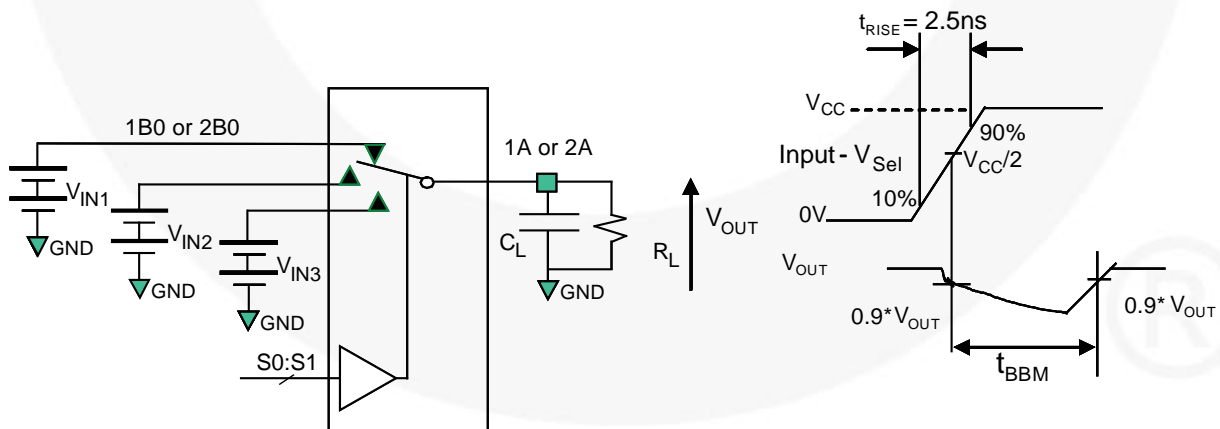 1B0 or 2B0
V_IN1
GND
V_IN2
GND
V_IN3
GND
S0:S1
1A or 2A
C_L
GND
R_L
V_OUT
t_RISE = 2.5ns
V_CC
90%
Input - V_Sel
V_CC/2
10%
0V
V_OUT
0.9* V_OUT
0.9* V_OUT
t_BBM
®